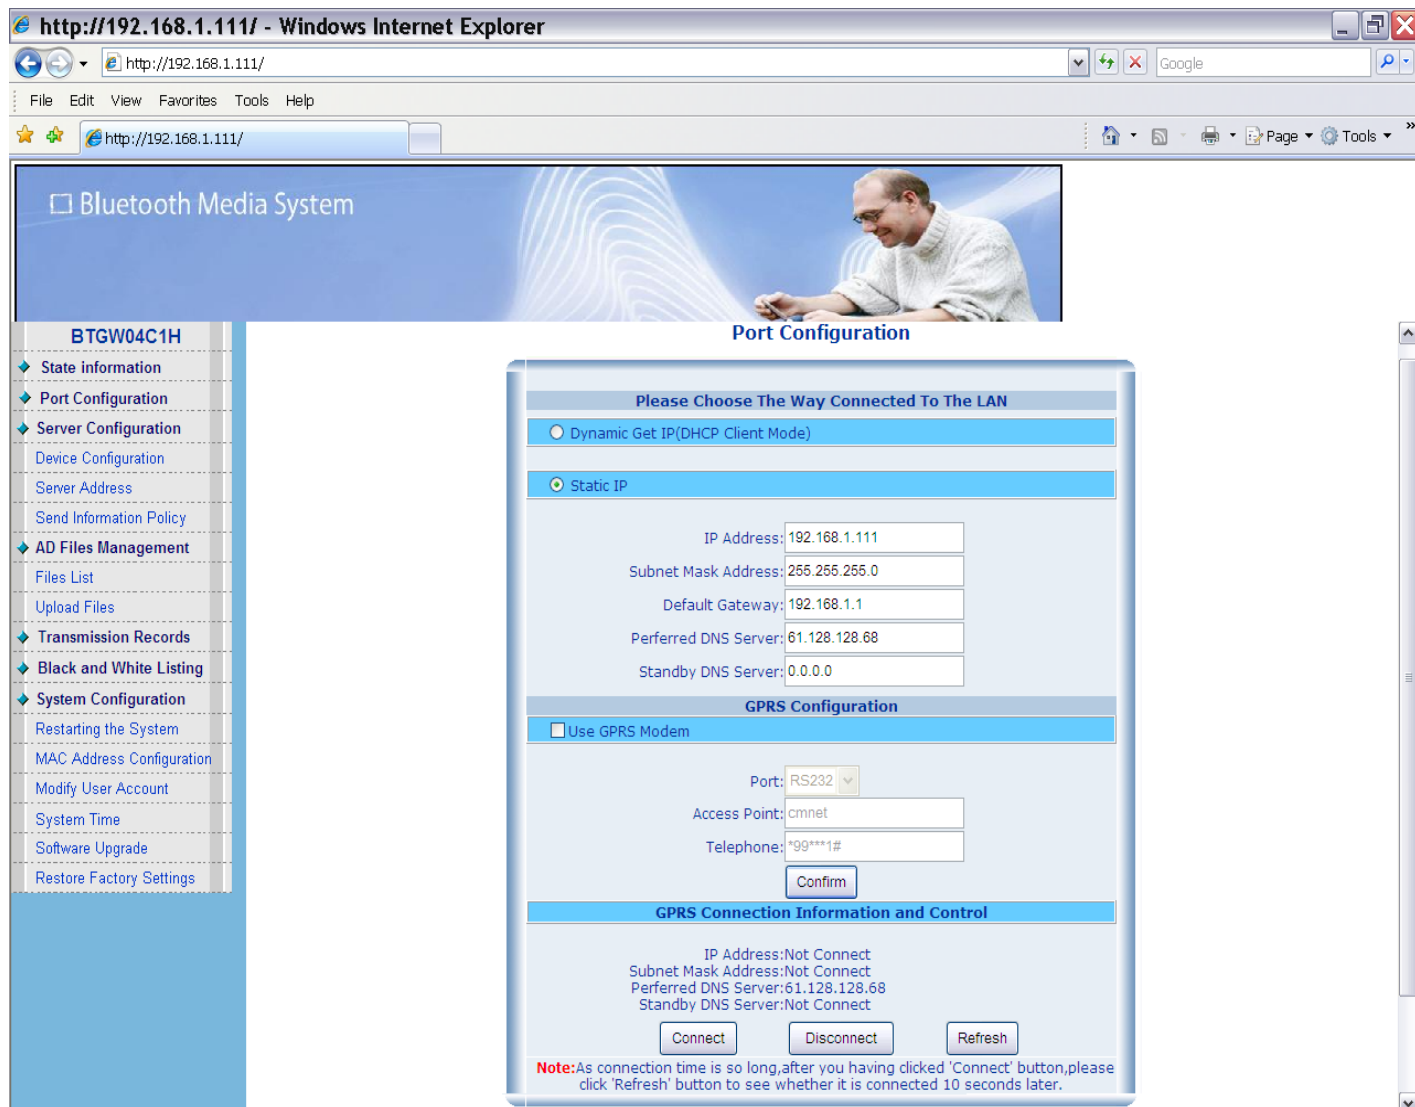 http://192.168.1.111/ - Windows Internet Explorer
http://192.168.1.111/
Google
File Edit View Favorites Tools Help
http://192.168.1.111/
Page Tools »
Bluetooth Media System
BTGW04C1H
State information
Port Configuration
Server Configuration
Device Configuration
Server Address
Send Information Policy
AD Files Management
Files List
Upload Files
Transmission Records
Black and White Listing
System Configuration
Restarting the System
MAC Address Configuration
Modify User Account
System Time
Software Upgrade
Restore Factory Settings
Port Configuration
Please Choose The Way Connected To The LAN
Dynamic Get IP(DHCP Client Mode)
Static IP
IP Address: 192.168.1.111
Subnet Mask Address: 255.255.255.0
Default Gateway: 192.168.1.1
Perferred DNS Server: 61.128.128.68
Standby DNS Server: 0.0.0.0
GPRS Configuration
Use GPRS Modem
Port: RS232
Access Point: cmnet
Telephone: *99***1#
Confirm
GPRS Connection Information and Control
IP Address:Not Connect
Subnet Mask Address:Not Connect
Perferred DNS Server:61.128.128.68
Standby DNS Server:Not Connect
Connect Disconnect Refresh
Note:As connection time is so long,after you having clicked 'Connect' button,please
click 'Refresh' button to see whether it is connected 10 seconds later.